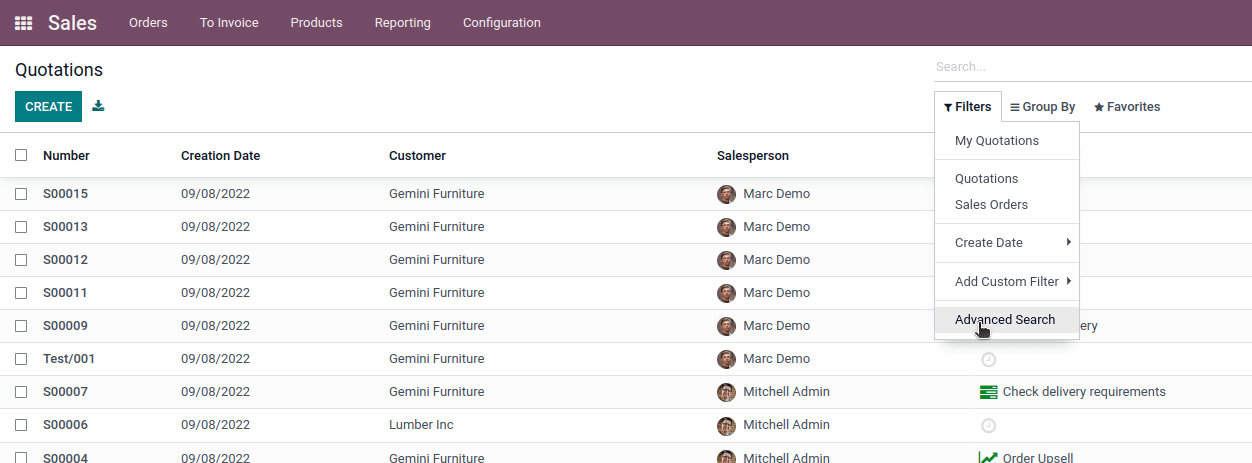 Sales Orders To Invoice Products Reporting Configuration
Quotations
Search...
CREATE
Filters Group By Favorites
My Quotations
Quotations
Sales Orders
Create Date
Add Custom Filter
Advanced Search
Number Creation Date Customer Salesperson
S00015 09/08/2022 Gemini Furniture Marc Demo
S00013 09/08/2022 Gemini Furniture Marc Demo
S00012 09/08/2022 Gemini Furniture Marc Demo
S00011 09/08/2022 Gemini Furniture Marc Demo
S00009 09/08/2022 Gemini Furniture Marc Demo ery
Test/001 09/08/2022 Gemini Furniture Marc Demo
S00007 09/08/2022 Gemini Furniture Mitchell Admin Check delivery requirements
S00006 09/08/2022 Lumber Inc Mitchell Admin
S00004 09/08/2022 Gemini Furniture Mitchell Admin Order Upsell